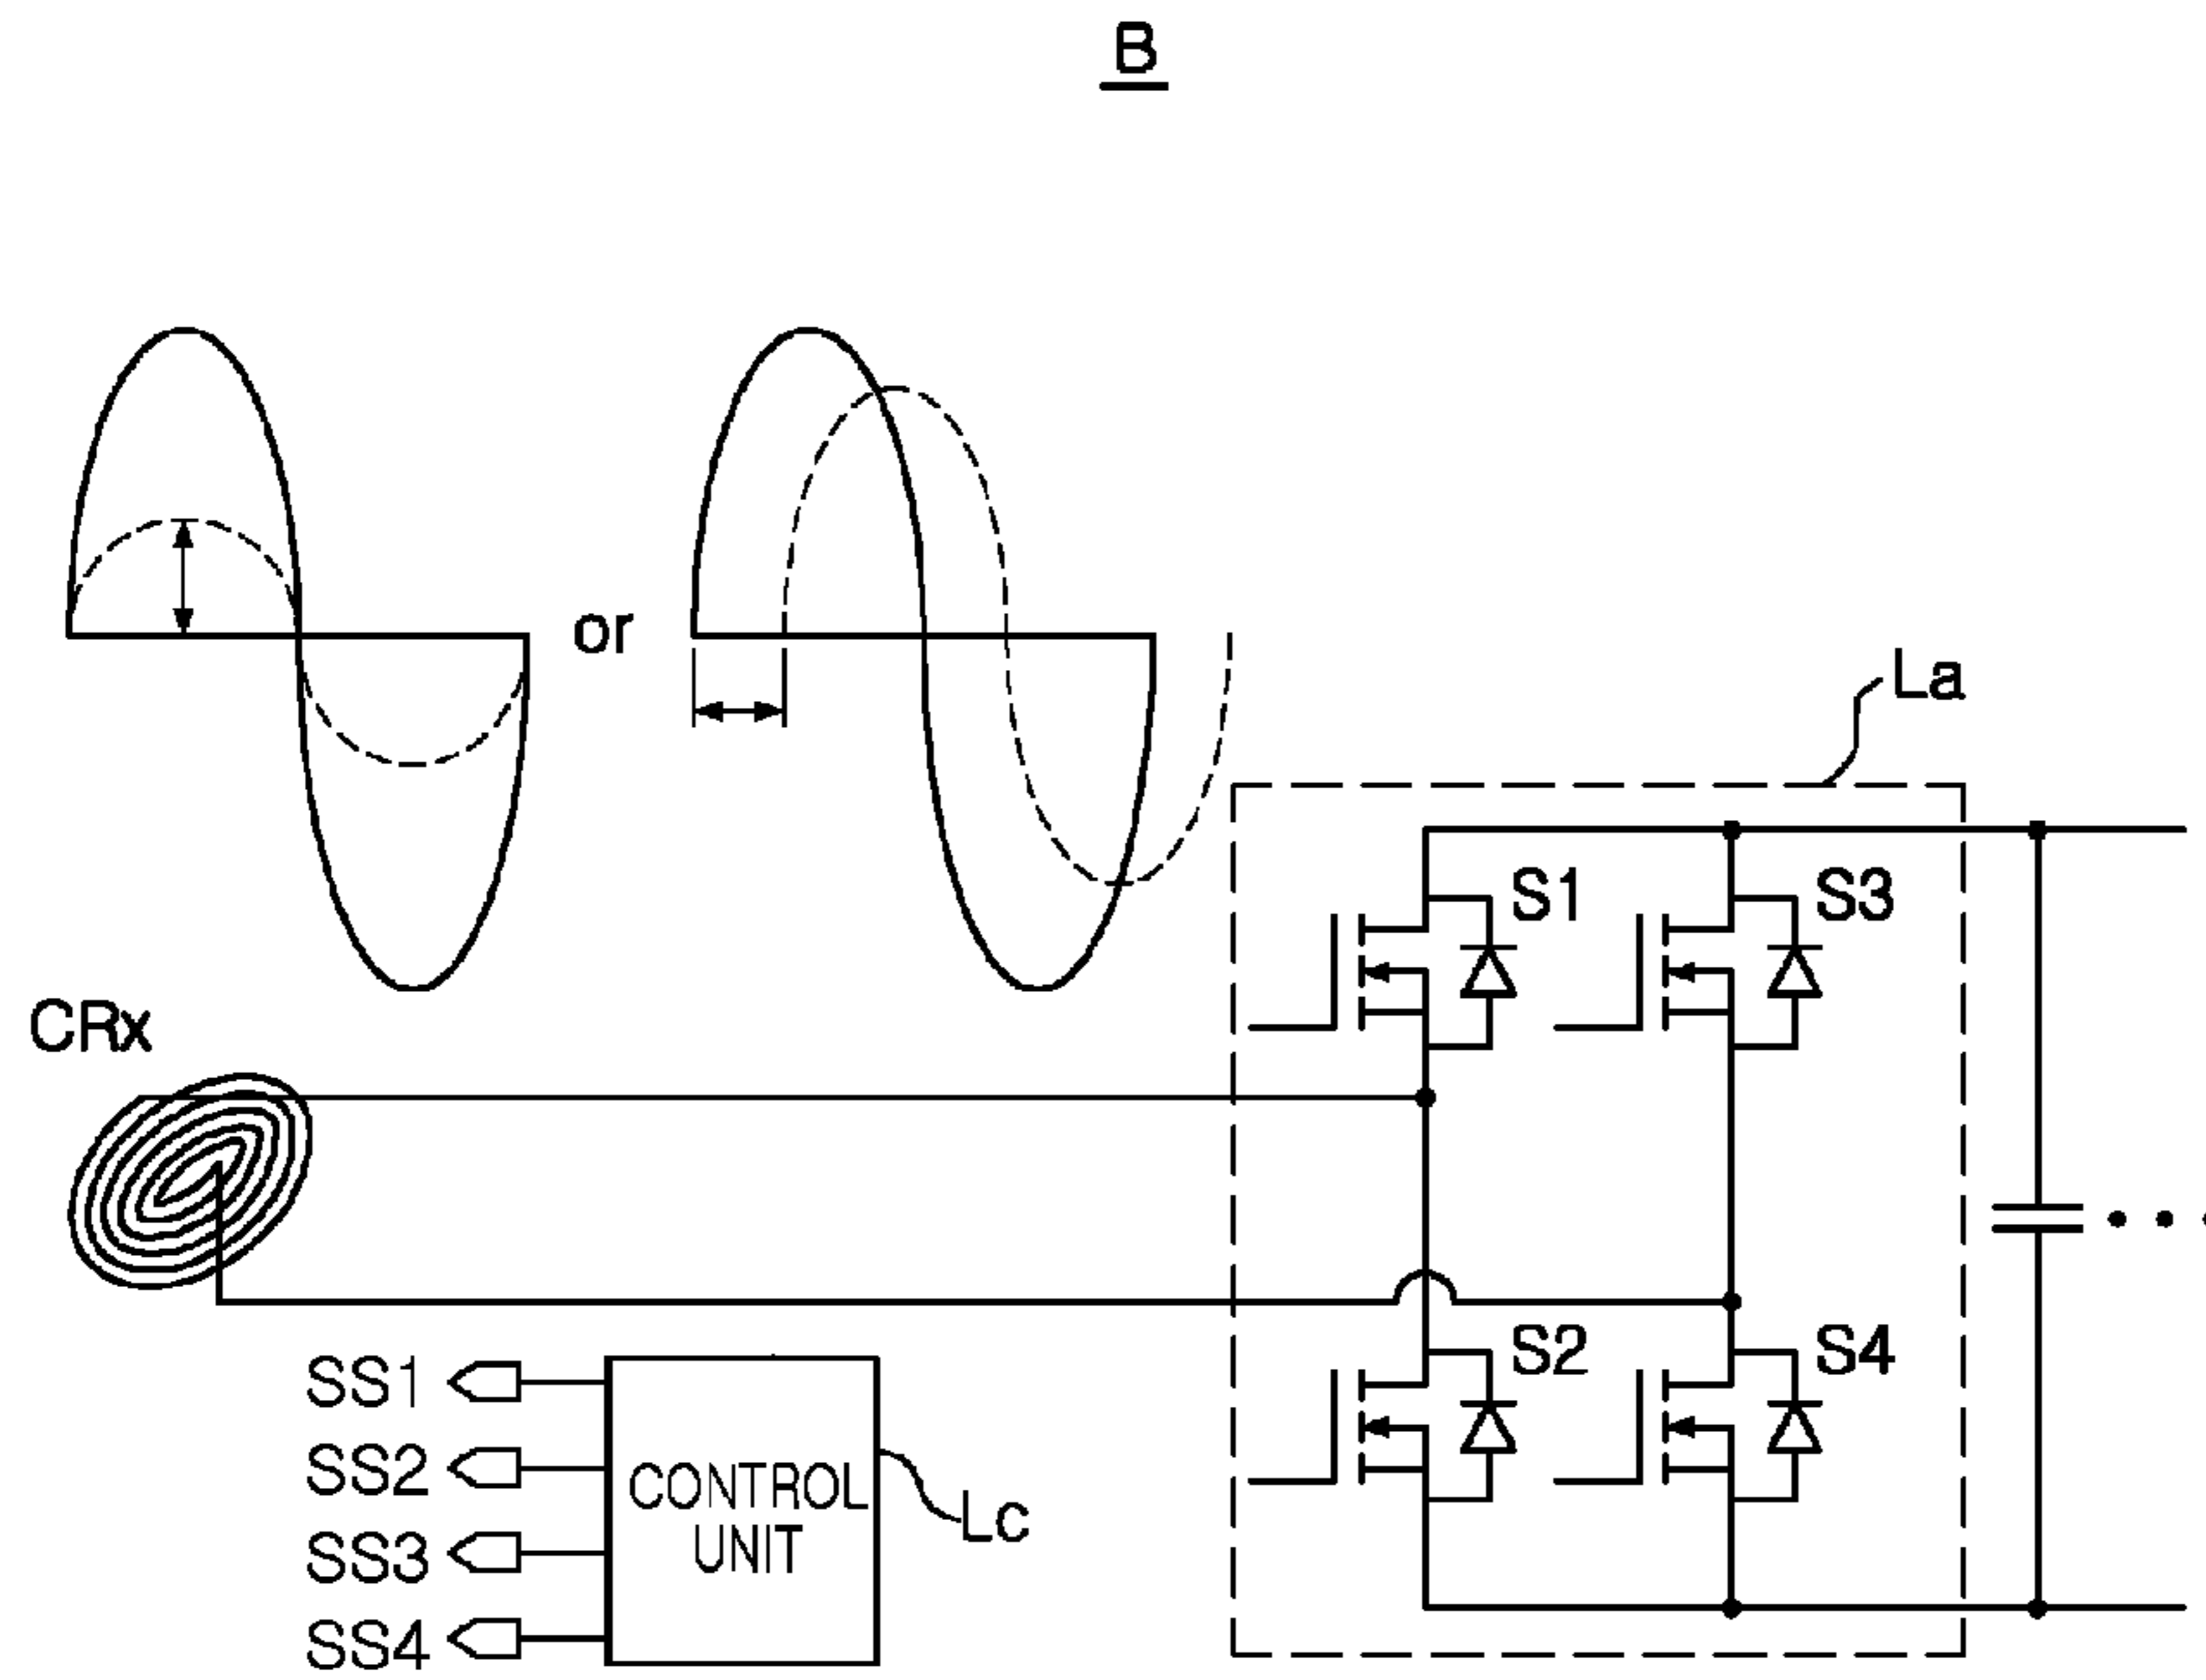 B
or
La
S1
S3
CRx
S2
S4
SS1
SS2
SS3
SS4
CONTROL
UNIT
Lc